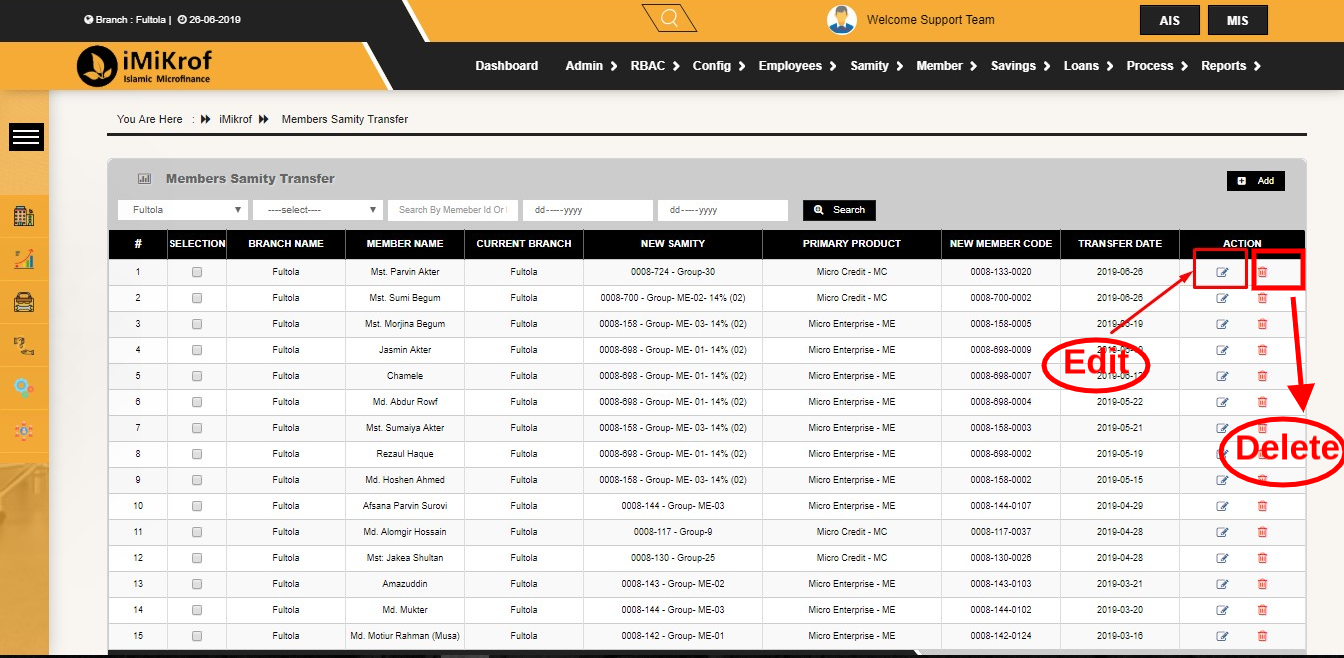 Branch : Fultola | 26-06-2019
Welcome Support Team
AIS
MIS
iMiKrof
Islamic Microfinance
Dashboard Admin RBAC Config Employees Samity Member Savings Loans Process Reports
You Are Here : iMikrof Members Samity Transfer
Members Samity Transfer
Add
Fultola ----select---- Search By Memeber Id Or dd-----yyyy dd-----yyyy Search
# SELECTION BRANCH NAME MEMBER NAME CURRENT BRANCH NEW SAMITY PRIMARY PRODUCT NEW MEMBER CODE TRANSFER DATE ACTION
1 Fultola Mst. Parvin Akter Fultola 0008-724 - Group-30 Micro Credit - MC 0008-133-0020 2019-06-26
2 Fultola Mst. Sumi Begum Fultola 0008-700 - Group- ME-02- 14% (02) Micro Credit - MC 0008-700-0002 2019-06-26
3 Fultola Mst. Morjina Begum Fultola 0008-158 - Group- ME- 03- 14% (02) Micro Enterprise - ME 0008-158-0005
4 Fultola Jasmin Akter Fultola 0008-698 - Group- ME- 01- 14% (02) Micro Enterprise - ME 0008-698-0009
Edit
5 Fultola Chamele Fultola 0008-698 - Group- ME- 01- 14% (02) Micro Enterprise - ME 0008-698-0007
6 Fultola Md. Abdur Rowf Fultola 0008-698 - Group- ME- 01- 14% (02) Micro Enterprise - ME 0008-698-0004 2019-05-22
7 Fultola Mst. Sumaiya Akter Fultola 0008-158 - Group- ME- 03- 14% (02) Micro Enterprise - ME 0008-158-0003 2019-05-21
Delete
8 Fultola Rezaul Haque Fultola 0008-698 - Group- ME- 01- 14% (02) Micro Enterprise - ME 0008-698-0002 2019-05-19
9 Fultola Md. Hoshen Ahmed Fultola 0008-158 - Group- ME- 03- 14% (02) Micro Enterprise - ME 0008-158-0002 2019-05-15
10 Fultola Afsana Parvin Surovi Fultola 0008-144 - Group- ME-03 Micro Enterprise - ME 0008-144-0107 2019-04-29
11 Fultola Md. Alomgir Hossain Fultola 0008-117 - Group-9 Micro Credit - MC 0008-117-0037 2019-04-28
12 Fultola Mst: Jakea Shultan Fultola 0008-130 - Group-25 Micro Credit - MC 0008-130-0026 2019-04-28
13 Fultola Amazuddin Fultola 0008-143 - Group- ME-02 Micro Enterprise - ME 0008-143-0103 2019-03-21
14 Fultola Md. Mukter Fultola 0008-144 - Group- ME-03 Micro Enterprise - ME 0008-144-0102 2019-03-20
15 Fultola Md. Motiur Rahman (Musa) Fultola 0008-142 - Group- ME-01 Micro Enterprise - ME 0008-142-0124 2019-03-16